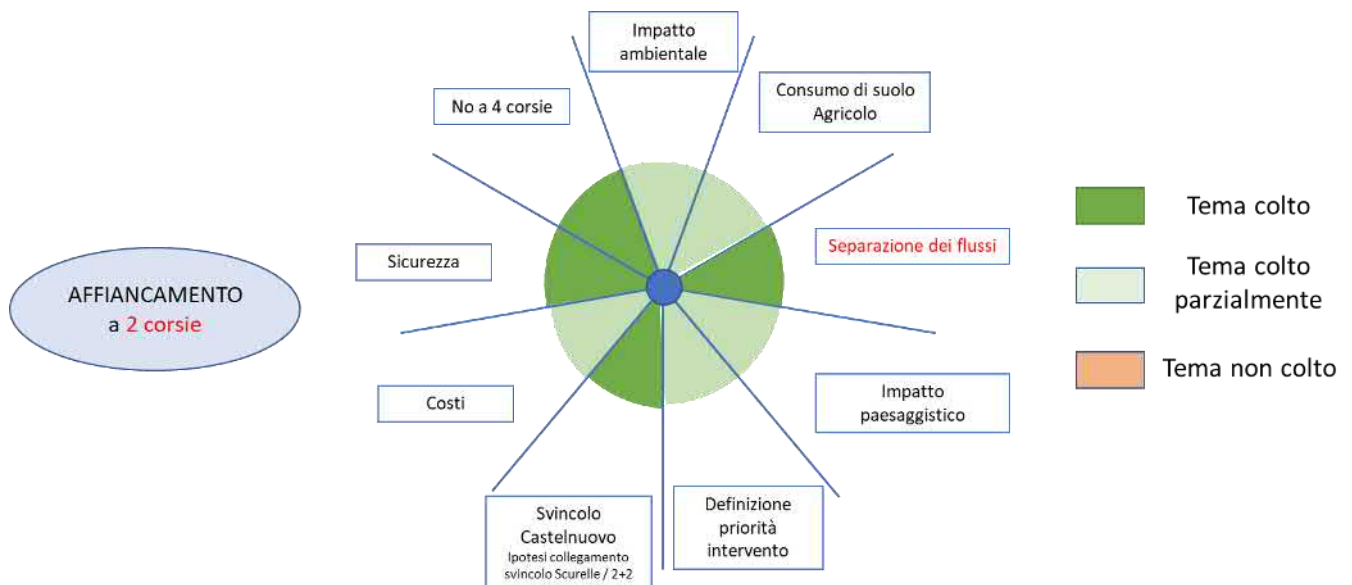 Impatto
ambientale
No a 4 corsie
Consumo di suolo
Agricolo
Sicurezza
Separazione dei flussi
AFFIANCAMENTO
a 2 corsie
Costi
Impatto
paesaggistico
Svincolo
Castelnuovo
Ipotesi collegamento
svincolo Scurelle / 2+2
Definizione
priorità
intervento
Tema colto
Tema colto
parzialmente
Tema non colto